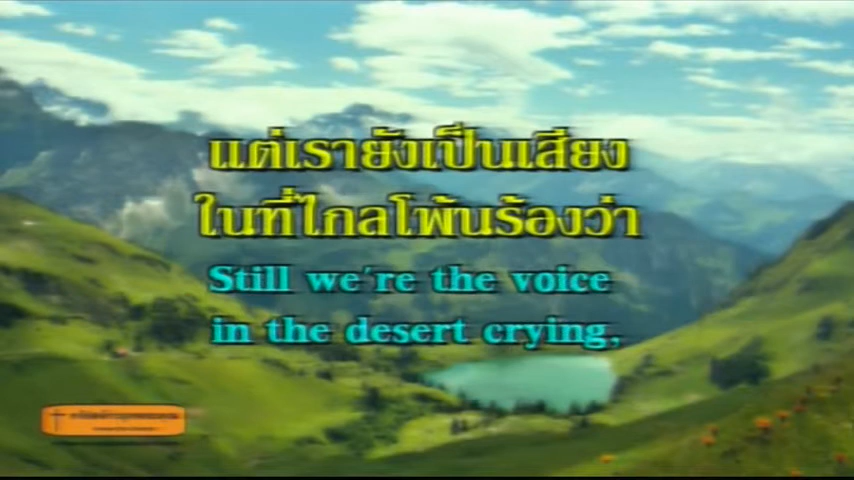 แต่เรายังเป็นเสียง
ในที่ไกลโพ้นร้องว่า
Still we're the voice
in the desert crying,